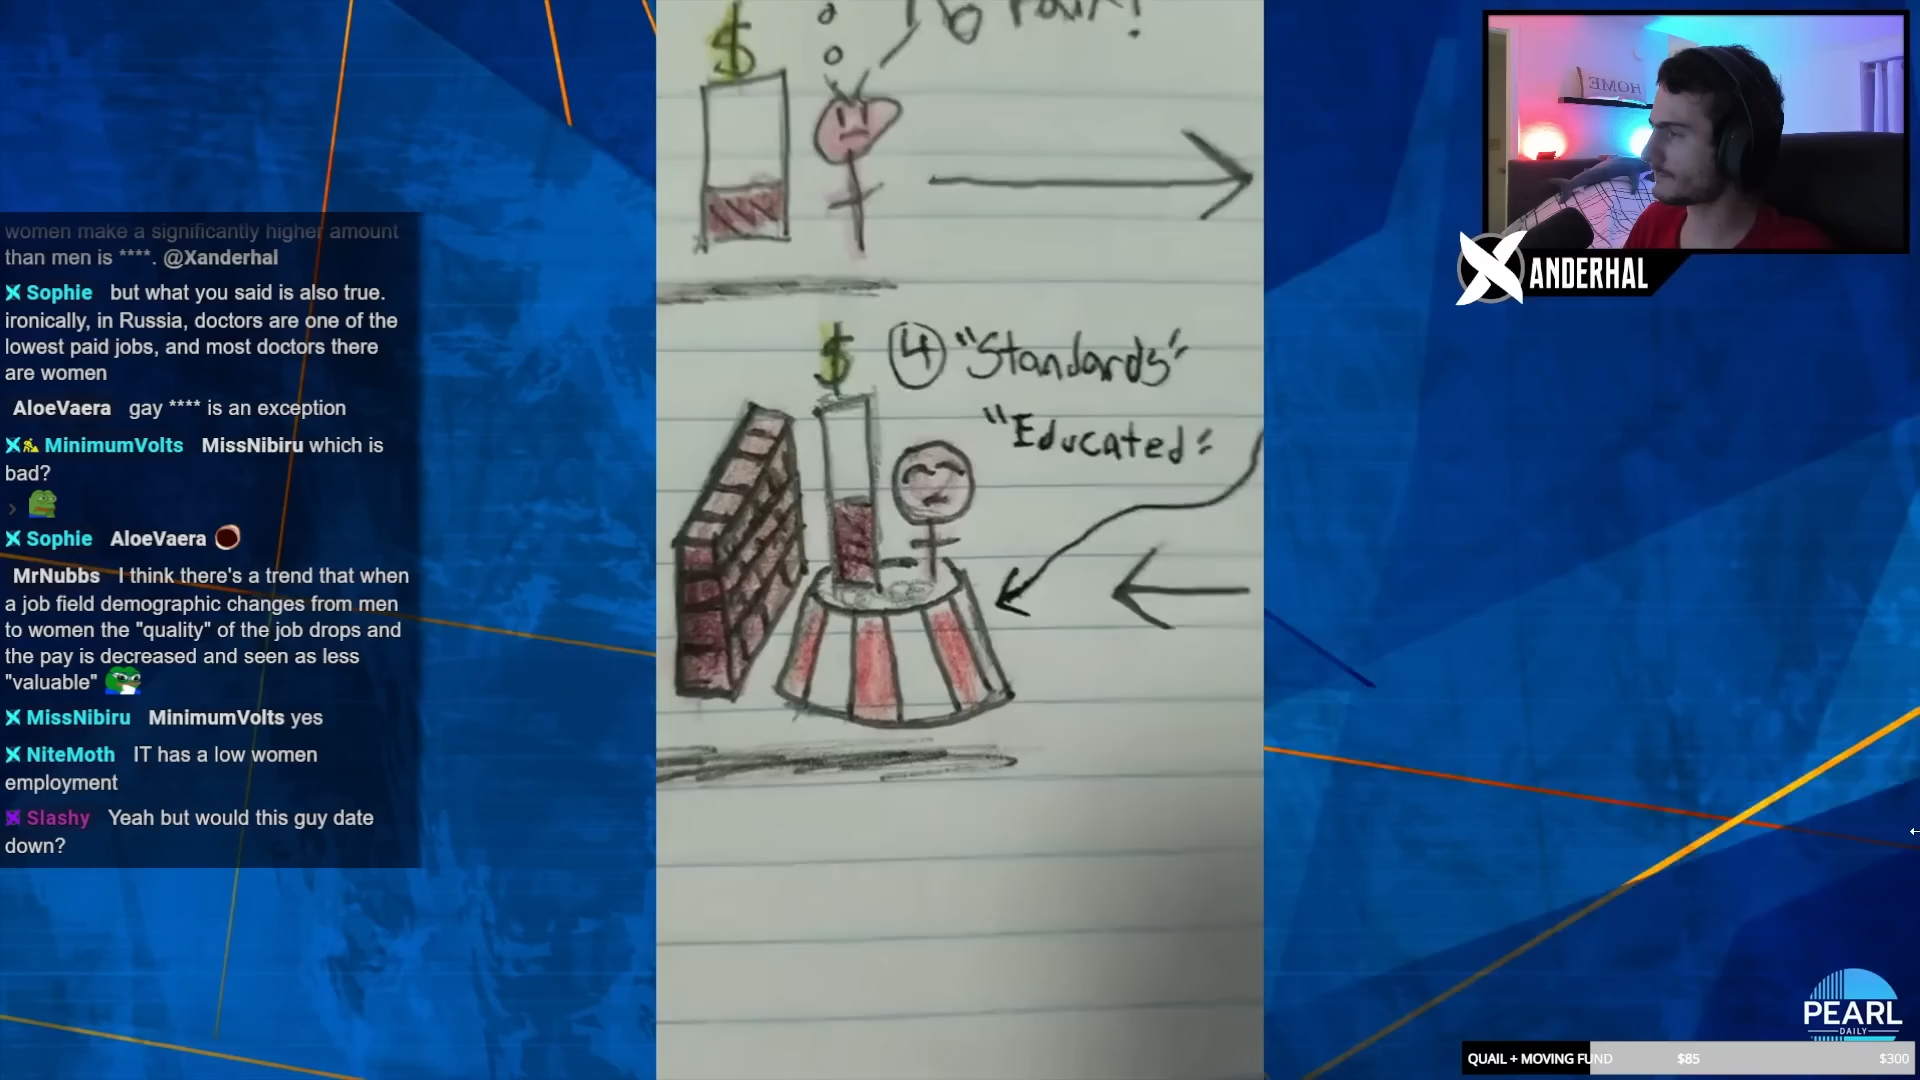 women make a significantly higher amount
than men is ****. @Xanderhal
Sophie but what you said is also true.
ironically, in Russia, doctors are one of the
lowest paid jobs, and most doctors there
are women
AloeVaera gay **** is an exception
MinimumVolts MissNibiru which is
bad?
Sophie AloeVaera
MrNubbs I think there's a trend that when
a job field demographic changes from men
to women the "quality" of the job drops and
the pay is decreased and seen as less
"valuable"
MissNibiru MinimumVolts yes
NiteMoth IT has a low women
employment
Slashy Yeah but would this guy date
down?
$
$ 4 "Standards"
"Educated"
HOME
XANDERHAL
PEARL
DAILY
QUAIL + MOVING FUND $85 $300